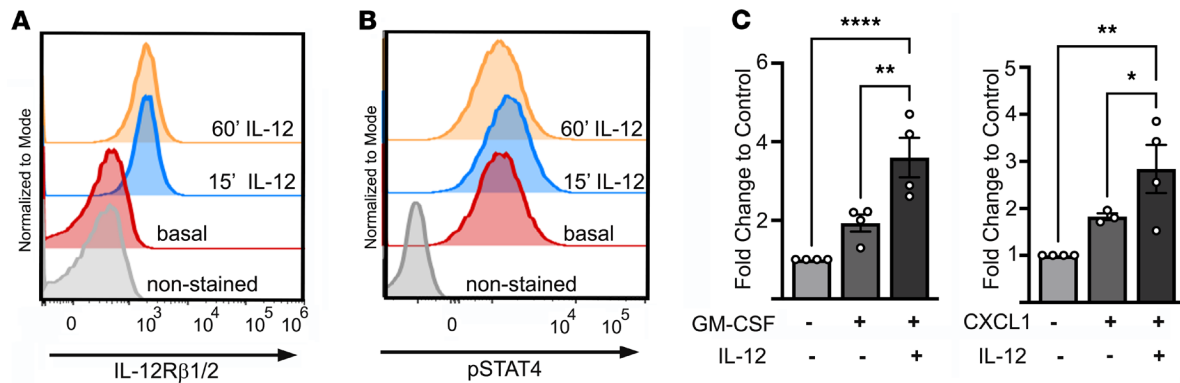 A
Normalized to Mode
60' IL-12
15' IL-12
basal
non-stained
0 10³ 10⁴ 10⁵ 10⁶
IL-12Rβ1/2
B
Normalized to Mode
60' IL-12
15' IL-12
basal
non-stained
0 10⁴ 10⁵
pSTAT4
C
Fold Change to Control
6
4
2
****
**
GM-CSF - + +
IL-12 - - +
Fold Change to Control
5
4
3
2
1
**
*
CXCL1 - + +
IL-12 - - +